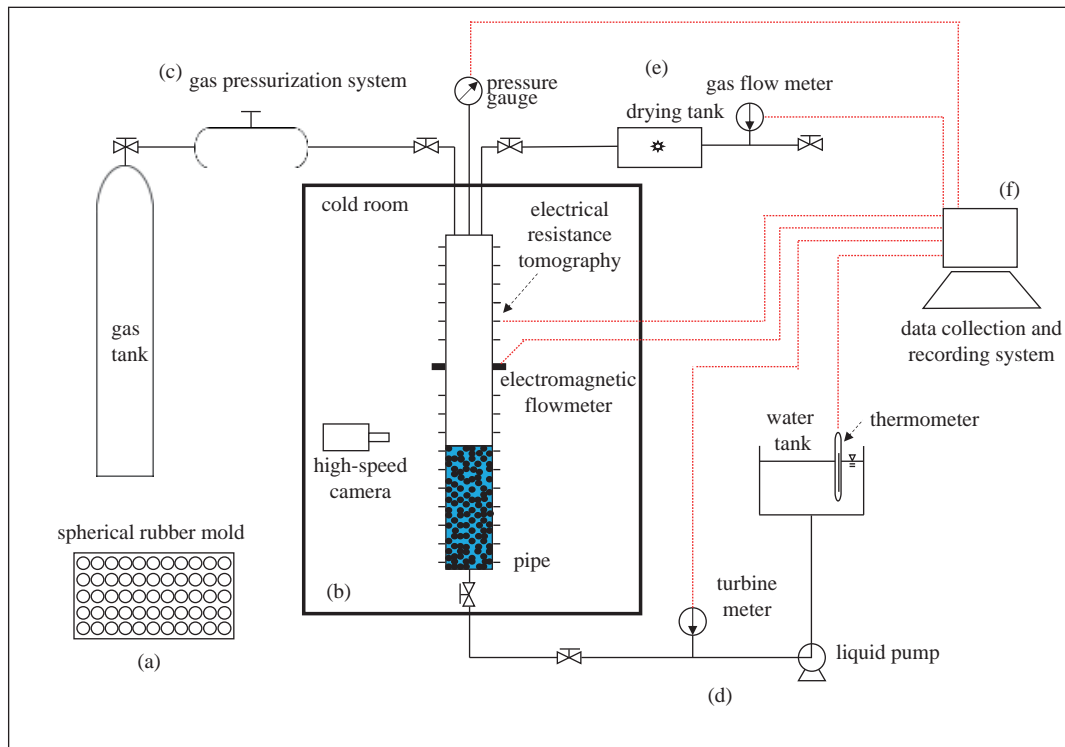 (c)
gas pressurization system
pressure
gauge
(e)
gas flow meter
drying tank
(f)
cold room
electrical
resistance
tomography
gas
tank
data collection and
recording system
electromagnetic
flowmeter
water
tank
thermometer
high-speed
camera
spherical rubber mold
pipe
(b)
turbine
meter
(a)
liquid pump
(d)